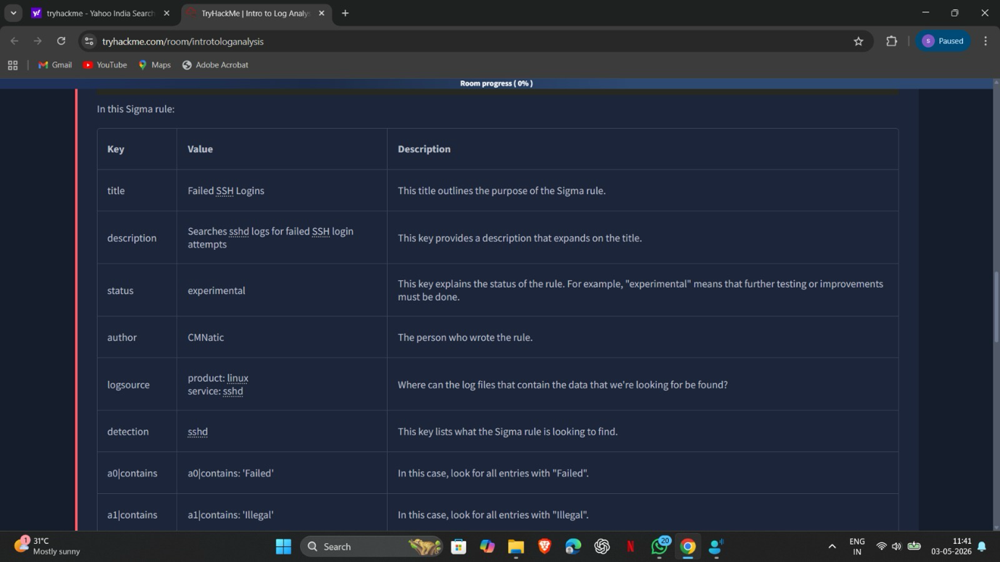 tryhackme - Yahoo India Search
TryHackMe | Intro to Log Analys
tryhackme.com/room/introtologanalysis
S Paused
Gmail YouTube Maps Adobe Acrobat
Room progress ( 0% )
In this Sigma rule:
Key Value Description
title Failed SSH Logins This title outlines the purpose of the Sigma rule.
description Searches sshd logs for failed SSH login attempts This key provides a description that expands on the title.
status experimental This key explains the status of the rule. For example, "experimental" means that further testing or improvements
must be done.
author CMNatic The person who wrote the rule.
logsource product: linux
service: sshd Where can the log files that contain the data that we're looking for be found?
detection sshd This key lists what the Sigma rule is looking to find.
a0|contains a0|contains: 'Failed' In this case, look for all entries with "Failed".
a1|contains a1|contains: 'Illegal' In this case, look for all entries with "Illegal".
1 31°C
Mostly sunny
Search
20
ENG
IN
11:41
03-05-2026